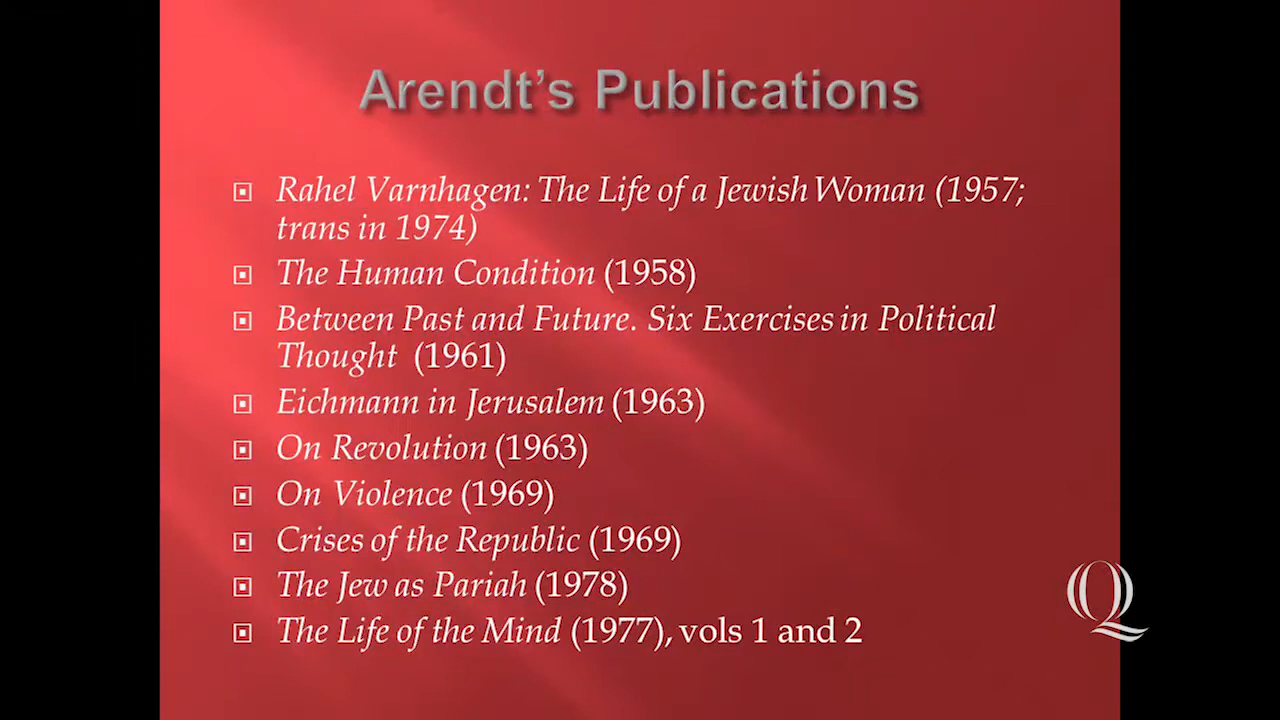 Arendt’s Publications
Rahel Varnhagen: The Life of a Jewish Woman (1957;
trans in 1974)
The Human Condition (1958)
Between Past and Future. Six Exercises in Political
Thought (1961)
Eichmann in Jerusalem (1963)
On Revolution (1963)
On Violence (1969)
Crises of the Republic (1969)
The Jew as Pariah (1978)
The Life of the Mind (1977), vols 1 and 2
Q